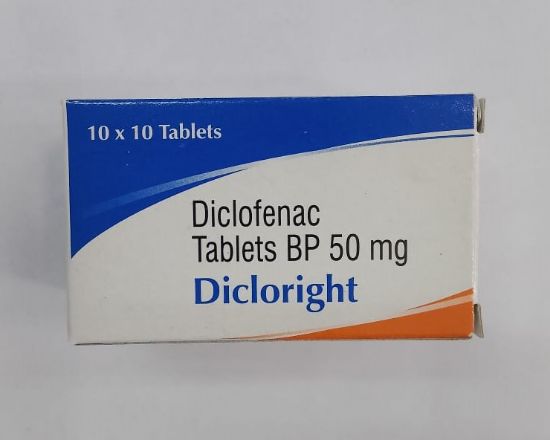 10 x 10 Tablets
Diclofenac
Tablets BP 50 mg
Dicloright